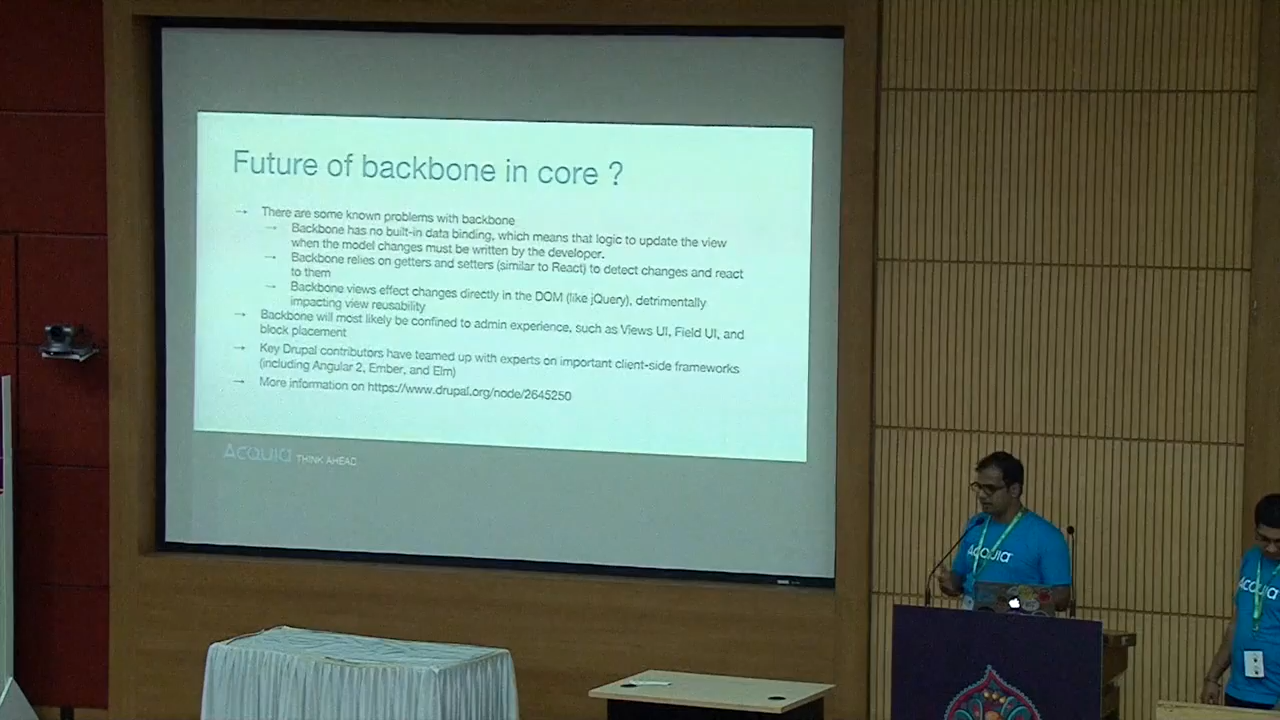 Future of backbone in core ?
→ There are some known problems with backbone
→ Backbone has no built-in data binding, which means that logic to update the view
when the model changes must be written by the developer.
→ Backbone relies on getters and setters (similar to React) to detect changes and react
to them
→ Backbone views effect changes directly in the DOM (like jQuery), detrimentally
impacting view reusability
→ Backbone will most likely be confined to admin experience, such as Views UI, Field UI, and
block placement
→ Key Drupal contributors have teamed up with experts on important client-side frameworks
(including Angular 2, Ember, and Elm)
→ More information on https://www.drupal.org/node/2645250
Acquia THINK AHEAD
Acquia
Acquia